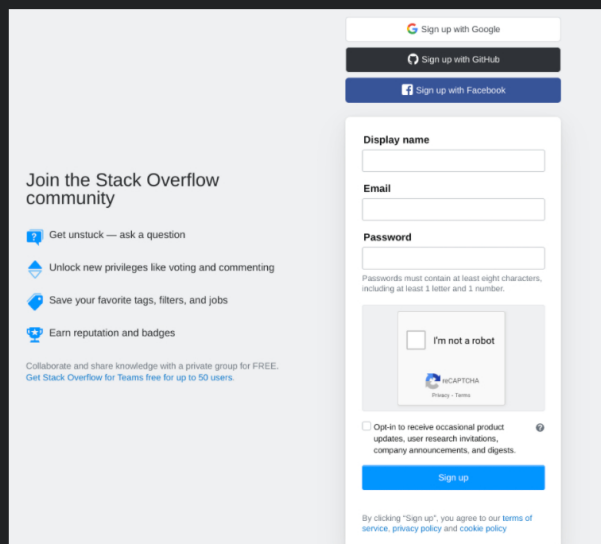 Sign up with Google
Sign up with GitHub
Sign up with Facebook
Join the Stack Overflow
community
Get unstuck — ask a question
Unlock new privileges like voting and commenting
Save your favorite tags, filters, and jobs
Earn reputation and badges
Collaborate and share knowledge with a private group for FREE.
Get Stack Overflow for Teams free for up to 50 users.
Display name
Email
Password
Passwords must contain at least eight characters,
including at least 1 letter and 1 number.
I'm not a robot
reCAPTCHA
Privacy - Terms
Opt-in to receive occasional product
updates, user research invitations,
company announcements, and digests.
Sign up
By clicking "Sign up", you agree to our terms of
service, privacy policy and cookie policy